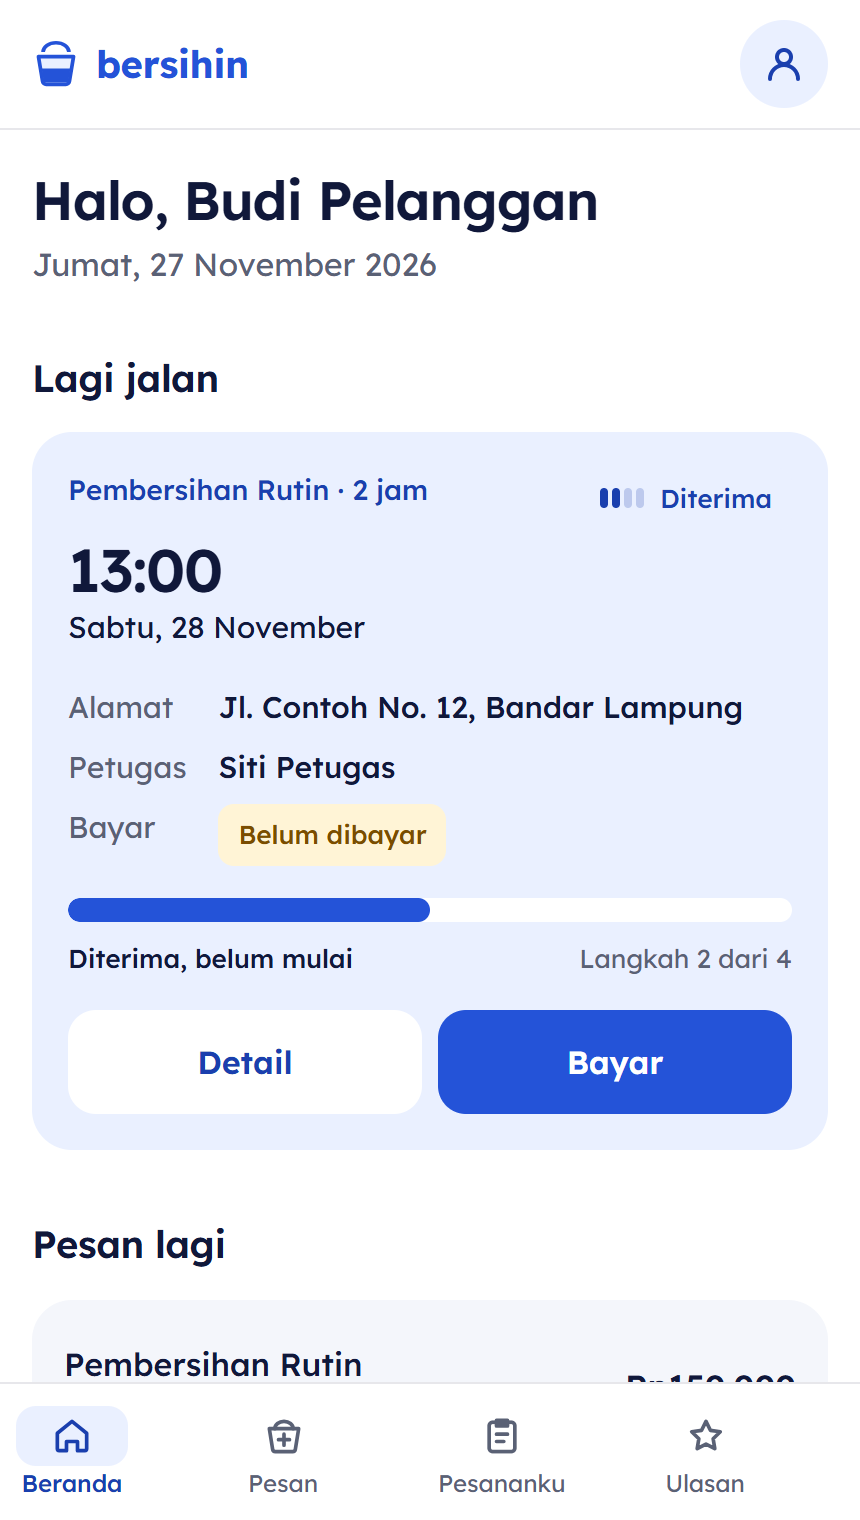 bersihin
Halo, Budi Pelanggan
Jumat, 27 November 2026
Lagi jalan
Pembersihan Rutin · 2 jam
Diterima
13:00
Sabtu, 28 November
Alamat Jl. Contoh No. 12, Bandar Lampung
Petugas Siti Petugas
Bayar Belum dibayar
Diterima, belum mulai Langkah 2 dari 4
Detail Bayar
Pesan lagi
Pembersihan Rutin
Beranda Pesan Pesananku Ulasan